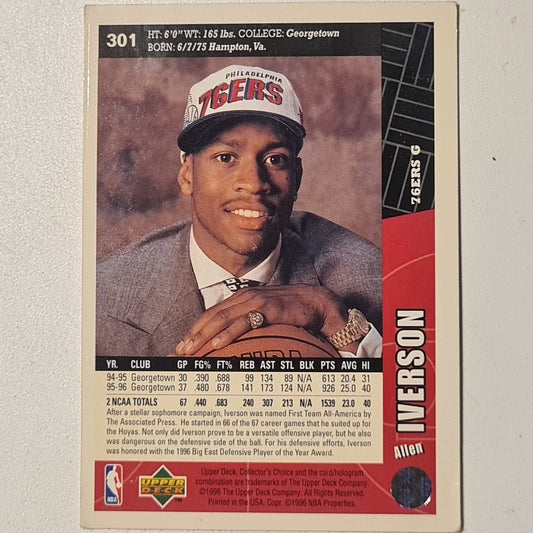 301
HT: 6'0" WT: 165 lbs. COLLEGE: Georgetown
BORN: 6/7/75 Hampton, Va.
PHILADELPHIA
76ERS
76ERS G
Allen IVERSON
YR. CLUB GP FG% FT% REB AST STL BLK PTS AVG HI
94-95 Georgetown 30 .390 .688 99 134 89 N/A 613 20.4 31
95-96 Georgetown 37 .480 .678 141 173 124 N/A 926 25.0 40
2 NCAA TOTALS 67 .440 .683 240 307 213 N/A 1539 23.0 40
After a stellar sophomore campaign, Iverson was named First Team All-America by
The Associated Press. He started in 66 of the 67 career games that he suited up for
the Hoyas. Not only did Iverson prove to be a versatile offensive player, but he also
was dangerous on the defensive side of the ball. For his defensive efforts, Iverson
was honored with the 1996 Big East Defensive Player of the Year Award.
NBA
UPPER
DECK
Upper Deck, Collector's Choice and the card/hologram
combination are trademarks of The Upper Deck Company
©1996 The Upper Deck Company. All Rights Reserved.
Printed in the USA. Copr. ©1996 NBA Properties.